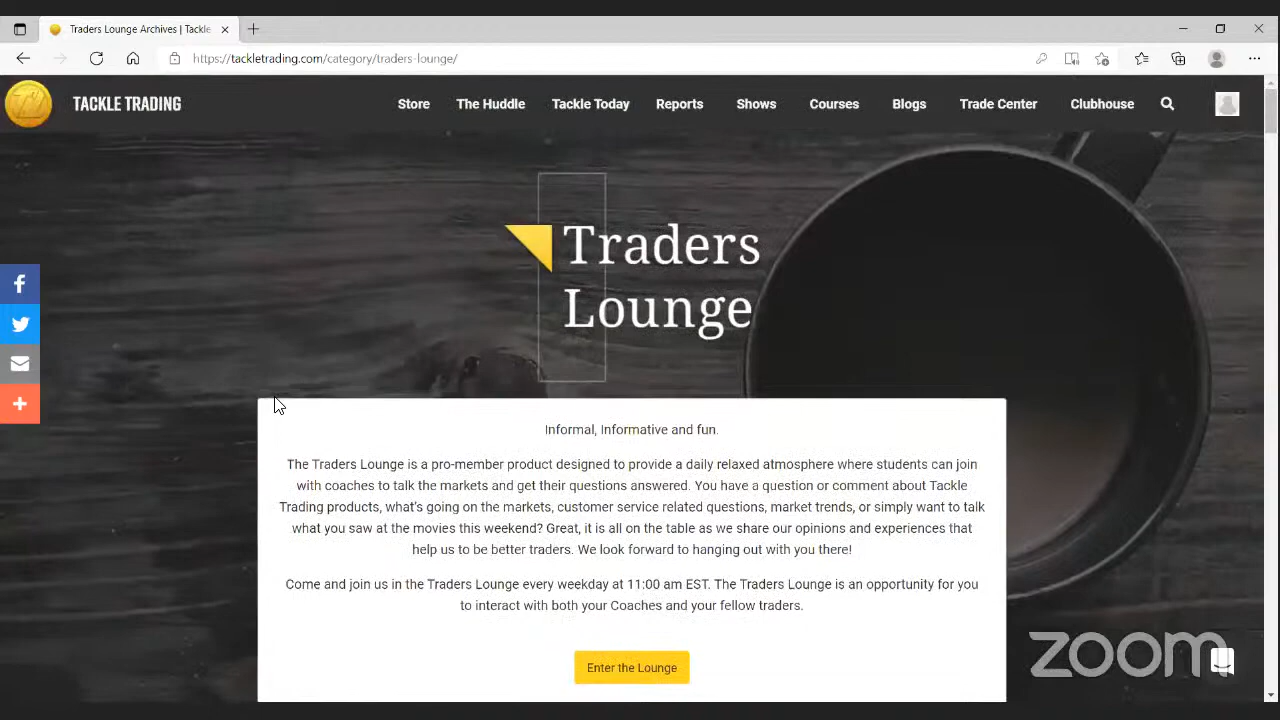 Traders Lounge Archives | Tackle
https://tackletrading.com/category/traders-lounge/
TACKLE TRADING
Store
The Huddle
Tackle Today
Reports
Shows
Courses
Blogs
Trade Center
Clubhouse
Traders
Lounge
Informal, Informative and fun.
The Traders Lounge is a pro-member product designed to provide a daily relaxed atmosphere where students can join
with coaches to talk the markets and get their questions answered. You have a question or comment about Tackle
Trading products, what's going on the markets, customer service related questions, market trends, or simply want to talk
what you saw at the movies this weekend? Great, it is all on the table as we share our opinions and experiences that
help us to be better traders. We look forward to hanging out with you there!
Come and join us in the Traders Lounge every weekday at 11:00 am EST. The Traders Lounge is an opportunity for you
to interact with both your Coaches and your fellow traders.
Enter the Lounge
zoom